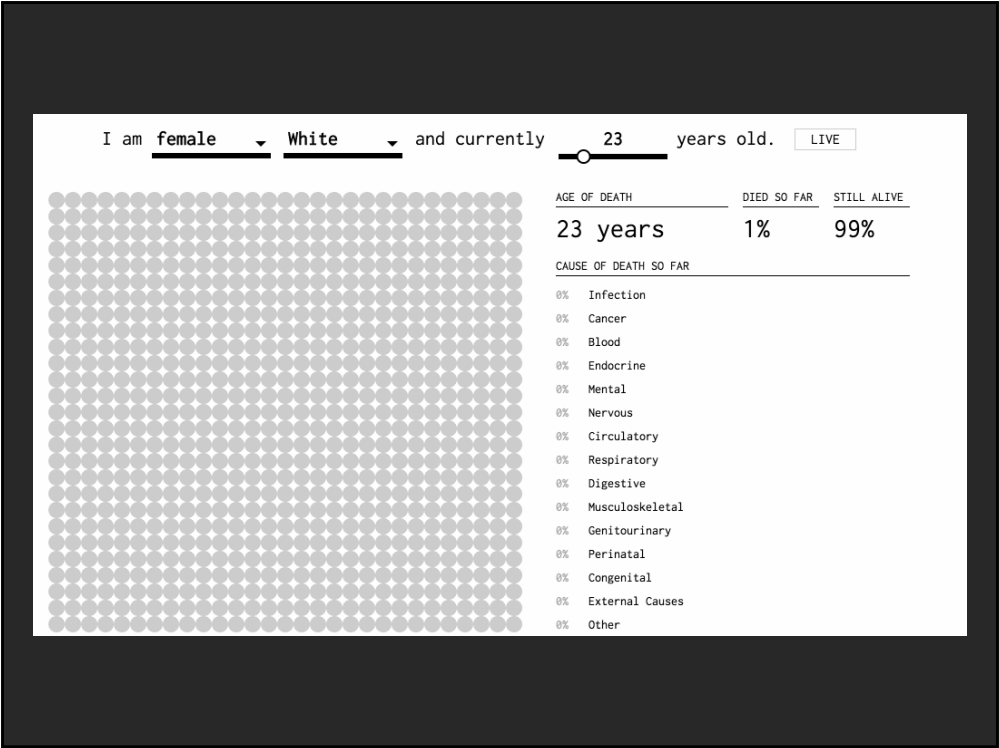 I am female White and currently 23 years old. LIVE
AGE OF DEATH DIED SO FAR STILL ALIVE
23 years 1% 99%
CAUSE OF DEATH SO FAR
0% Infection
0% Cancer
0% Blood
0% Endocrine
0% Mental
0% Nervous
0% Circulatory
0% Respiratory
0% Digestive
0% Musculoskeletal
0% Genitourinary
0% Perinatal
0% Congenital
0% External Causes
0% Other